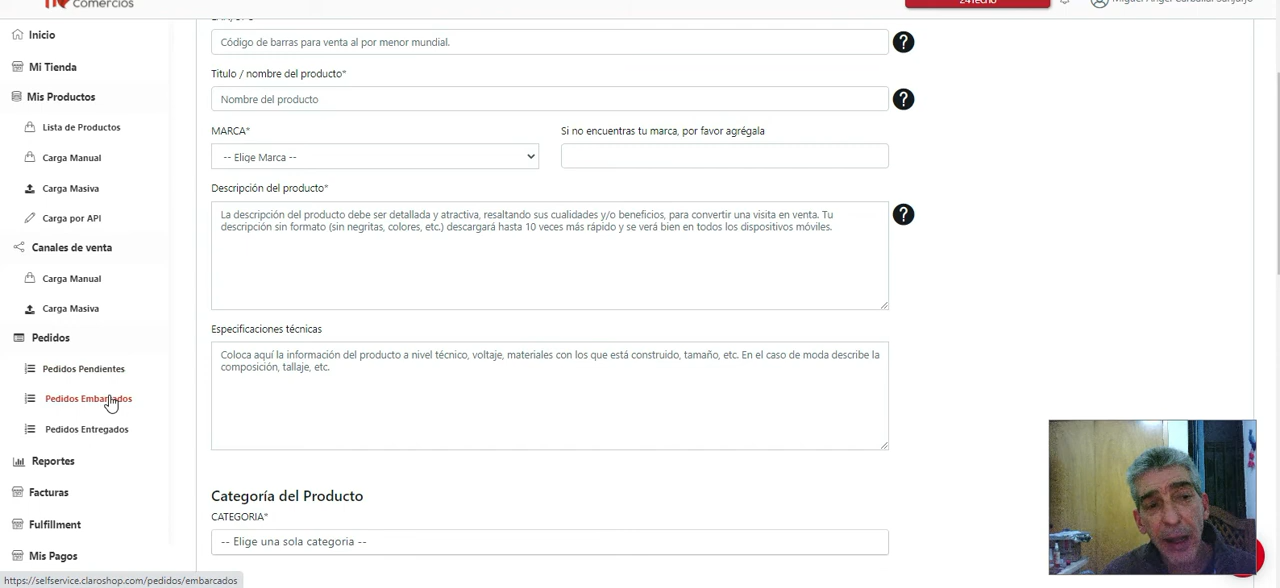 comercios
Inicio
Mi Tienda
Mis Productos
Lista de Productos
Carga Manual
Carga Masiva
Carga por API
Canales de venta
Carga Manual
Carga Masiva
Pedidos
Pedidos Pendientes
Pedidos Embarcados
Pedidos Entregados
Reportes
Facturas
Fulfillment
Mis Pagos
https://selfservice.claroshop.com/pedidos/embarcados
Código de barras para venta al por menor mundial.
?
Titulo / nombre del producto*
Nombre del producto
?
MARCA*
-- Elige Marca --
Si no encuentras tu marca, por favor agrégala
Descripción del producto*
La descripción del producto debe ser detallada y atractiva, resaltando sus cualidades y/o beneficios, para convertir una visita en venta. Tu
descripción sin formato (sin negritas, colores, etc.) descargará hasta 10 veces más rápido y se verá bien en todos los dispositivos móviles.
?
Especificaciones técnicas
Coloca aquí la información del producto a nivel técnico, voltaje, materiales con los que está construido, tamaño, etc. En el caso de moda describe la
composición, tallaje, etc.
Categoría del Producto
CATEGORIA*
-- Elige una sola categoria --